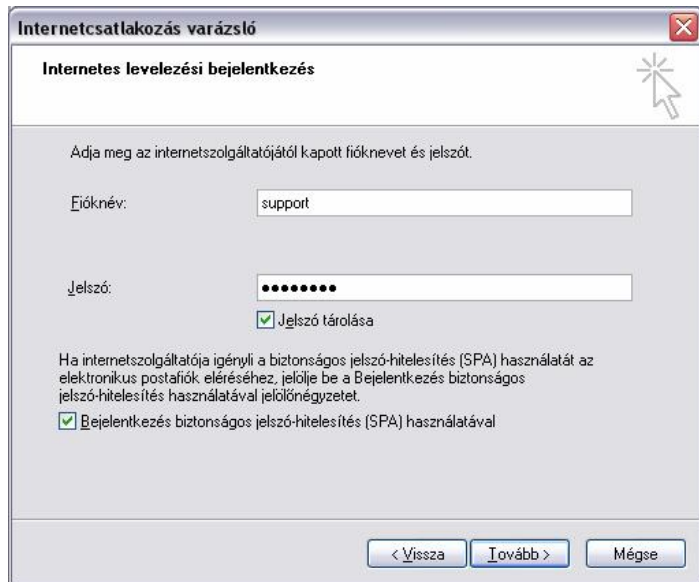 Internetcsatlakozás varázsló
Internetes levelezési bejelentkezés
Adja meg az internetszolgáltatójától kapott fióknevet és jelszót.
Fióknév:
support
Jelszó:
●●●●●●●●
Jelszó tárolása
Ha internetszolgáltatója igényli a biztonságos jelszó-hitelesítés (SPA) használatát az
elektronikus postafiók eléréséhez, jelölje be a Bejelentkezés biztonságos
jelszó-hitelesítés használatával jelölőnégyzetet.
Bejelentkezés biztonságos jelszó-hitelesítés (SPA) használatával
< Vissza
Tovább >
Mégse